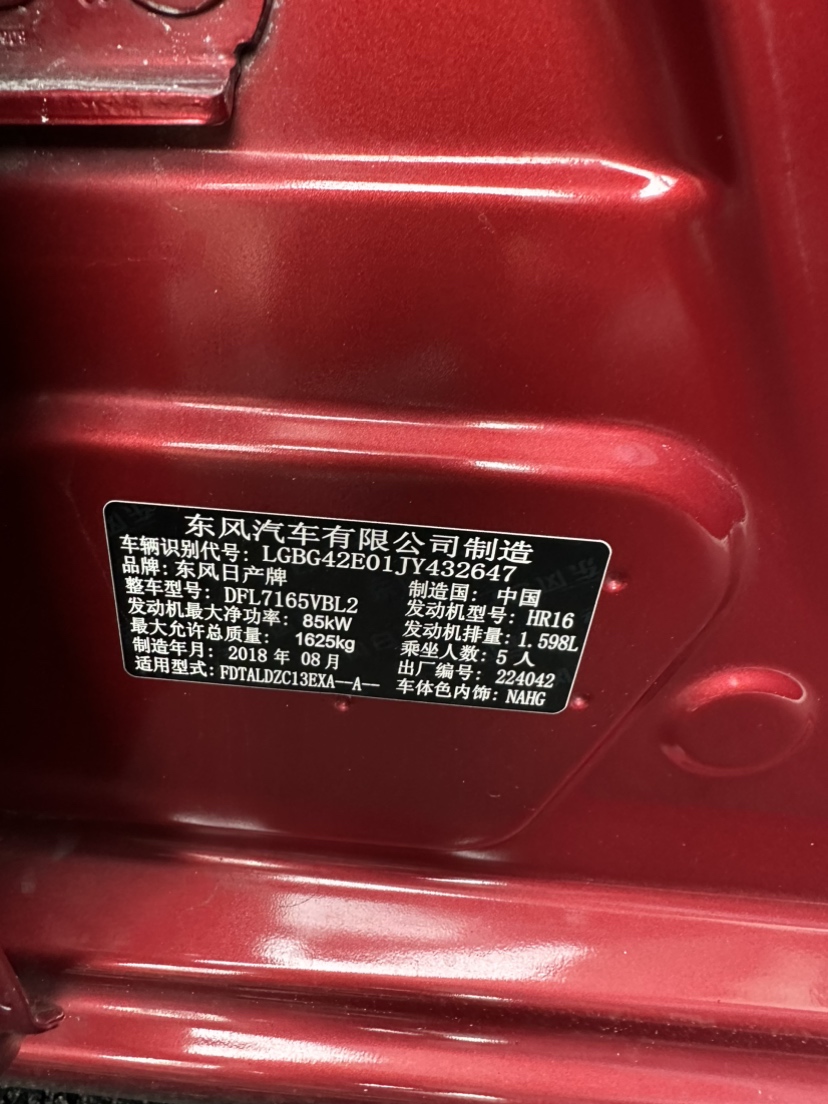 东风汽车有限公司制造
车辆识别代号: LGBG42E01JY432647
品牌: 东风日产牌 制造国: 中国
整车型号: DFL7165VBL2 发动机型号: HR16
发动机最大净功率: 85kW 发动机排量: 1.598L
最大允许总质量: 1625kg 乘坐人数: 5 人
制造年月: 2018 年 08 月 出厂编号: 224042
适用型式: FDTALDZC13EXA--A-- 车体色内饰: NAHG